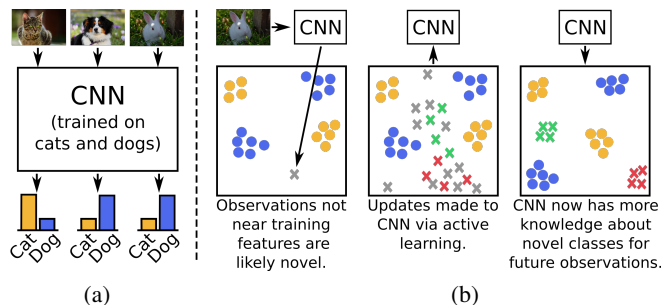 CNN
(trained on
cats and dogs)
Cat
Dog
Cat
Dog
Cat
Dog
(a)
CNN
CNN
CNN
Observations not
near training
features are
likely novel.
Updates made to
CNN via active
learning.
CNN now has more
knowledge about
novel classes for
future observations.
(b)